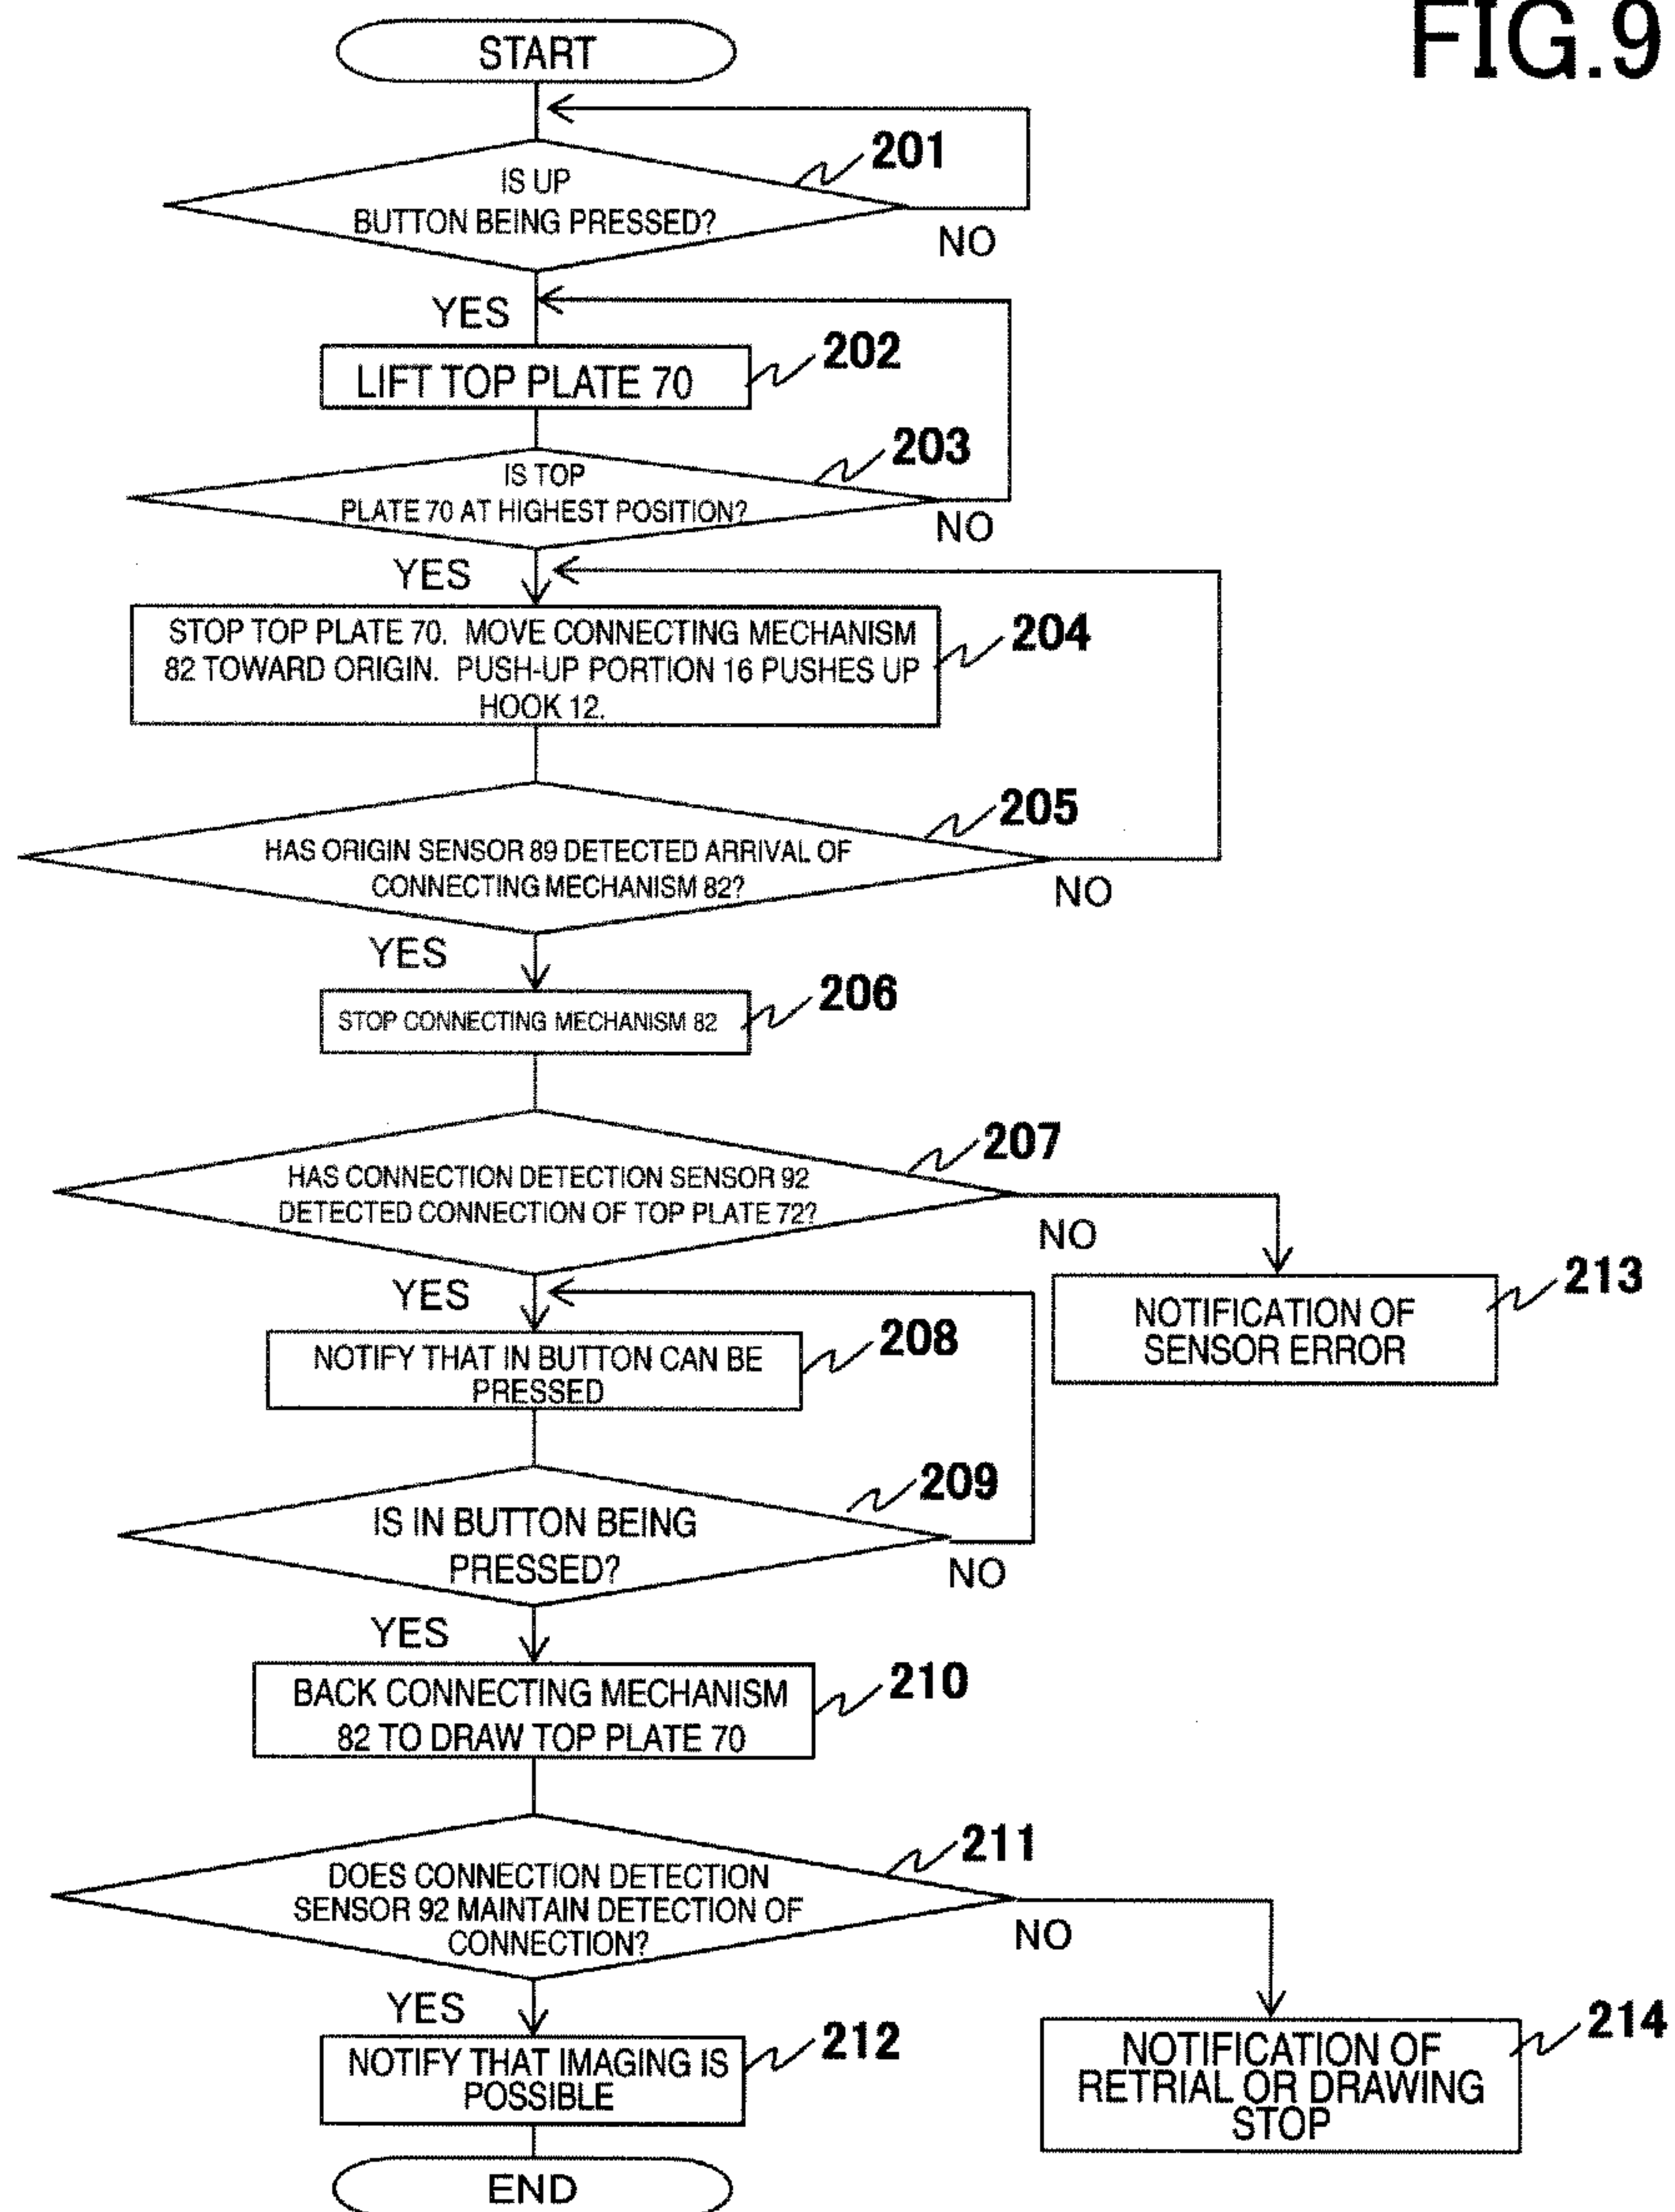 FIG.9
START
201
IS UP
BUTTON BEING PRESSED?
NO
YES
202
LIFT TOP PLATE 70
203
IS TOP
PLATE 70 AT HIGHEST POSITION?
NO
YES
204
STOP TOP PLATE 70. MOVE CONNECTING MECHANISM
82 TOWARD ORIGIN. PUSH-UP PORTION 16 PUSHES UP
HOOK 12.
205
HAS ORIGIN SENSOR 89 DETECTED ARRIVAL OF
CONNECTING MECHANISM 82?
NO
YES
206
STOP CONNECTING MECHANISM 82
207
HAS CONNECTION DETECTION SENSOR 92
DETECTED CONNECTION OF TOP PLATE 72?
NO
YES
213
NOTIFICATION OF
SENSOR ERROR
208
NOTIFY THAT IN BUTTON CAN BE
PRESSED
209
IS IN BUTTON BEING
PRESSED?
NO
YES
210
BACK CONNECTING MECHANISM
82 TO DRAW TOP PLATE 70
211
DOES CONNECTION DETECTION
SENSOR 92 MAINTAIN DETECTION OF
CONNECTION?
NO
YES
212
NOTIFY THAT IMAGING IS
POSSIBLE
214
NOTIFICATION OF
RETRIAL OR DRAWING
STOP
END